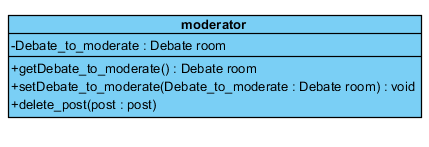 moderator
-Debate_to_moderate : Debate room
+getDebate_to_moderate() : Debate room
+setDebate_to_moderate(Debate_to_moderate : Debate room) : void
+delete_post(post : post)